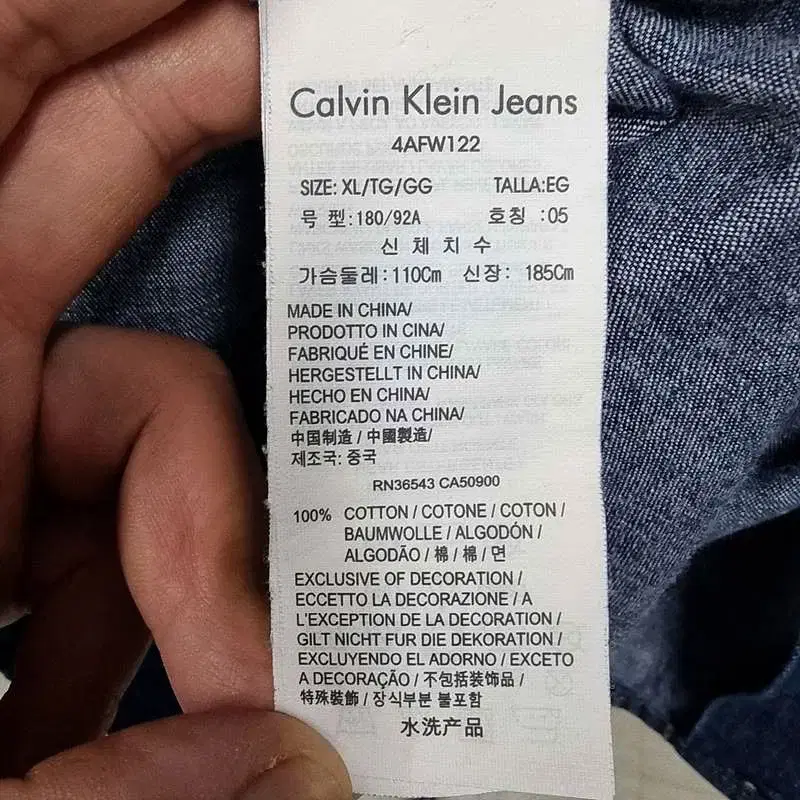 Calvin Klein Jeans
4AFW122
SIZE: XL/TG/GG TALLA:EG
号 型:180/92A 호칭 :05
신 체 치 수
가슴둘레:110Cm 신장: 185Cm
MADE IN CHINA/
PRODOTTO IN CINA/
FABRIQUÉ EN CHINE/
HERGESTELLT IN CHINA/
HECHO EN CHINA/
FABRICADO NA CHINA/
中国制造 / 中國製造/
제조국: 중국
RN36543 CA50900
100% COTTON / COTONE / COTON /
BAUMWOLLE / ALGODÓN /
ALGODÃO / 棉 / 棉 / 면
EXCLUSIVE OF DECORATION /
ECCETTO LA DECORAZIONE / A
L'EXCEPTION DE LA DECORATION /
GILT NICHT FUR DIE DEKORATION /
EXCLUYENDO EL ADORNO / EXCETO
A DECORAÇÃO / 不包括装饰品 /
特殊裝飾 / 장식부분 불포함
水洗产品